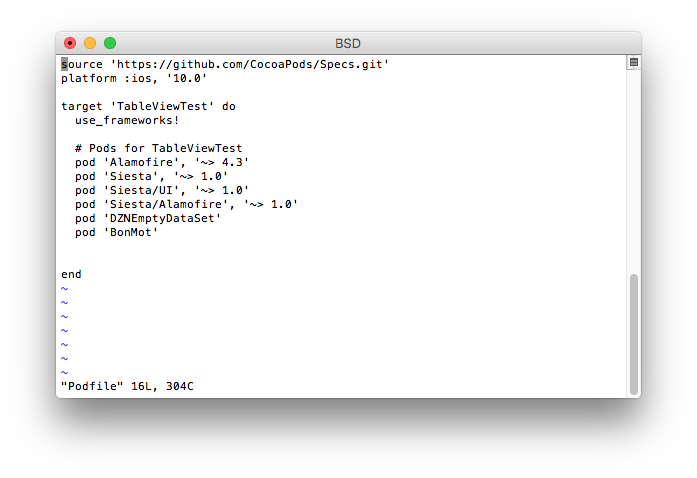 BSD
source 'https://github.com/CocoaPods/Specs.git'
platform :ios, '10.0'
target 'TableViewTest' do
  use_frameworks!
  # Pods for TableViewTest
  pod 'Alamofire', '~> 4.3'
  pod 'Siesta', '~> 1.0'
  pod 'Siesta/UI', '~> 1.0'
  pod 'Siesta/Alamofire', '~> 1.0'
  pod 'DZNEmptyDataSet'
  pod 'BonMot'
end
~
~
~
~
~
~
~
"Podfile" 16L, 304C